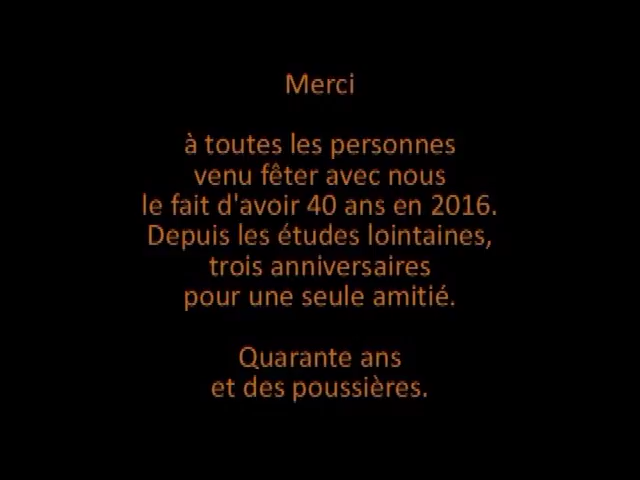 Merci
à toutes les personnes
venu fêter avec nous
le fait d'avoir 40 ans en 2016.
Depuis les études lointaines,
trois anniversaires
pour une seule amitié.
Quarante ans
et des poussières.